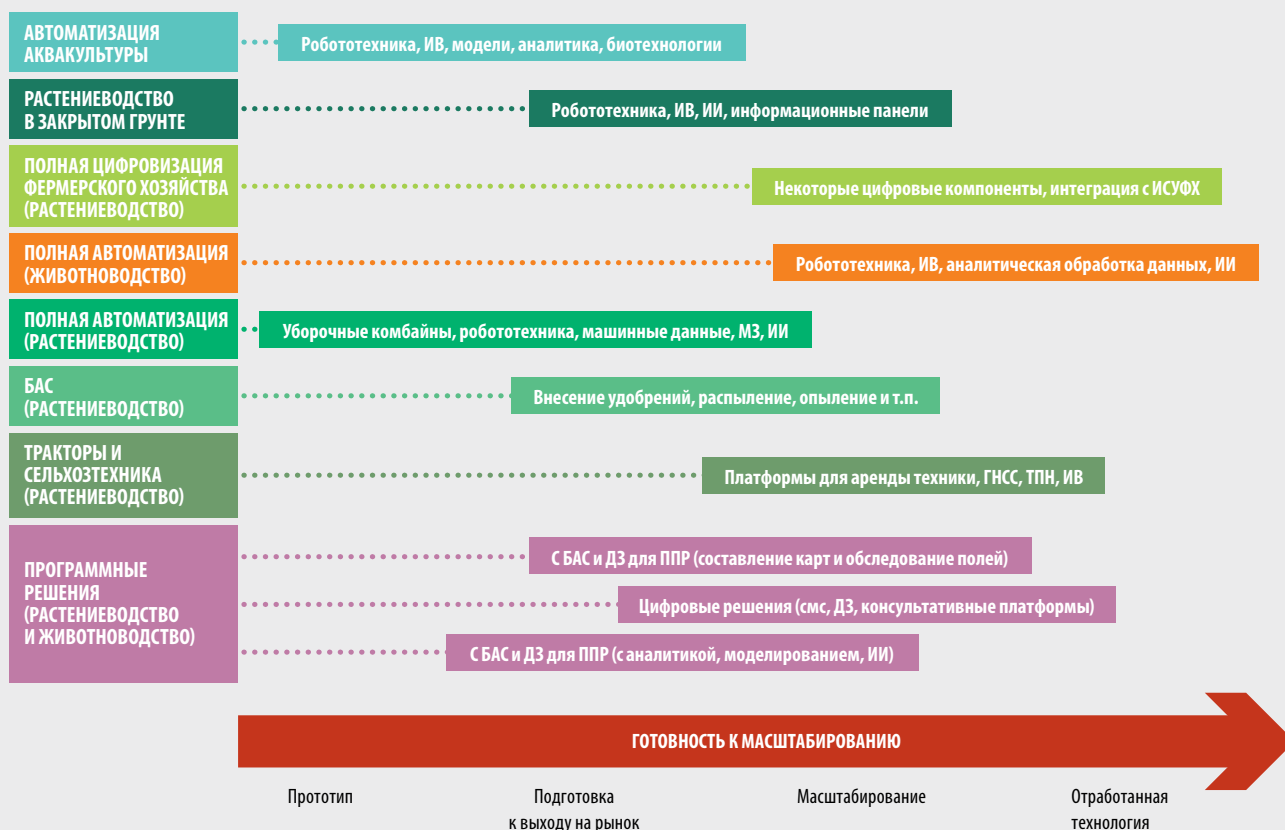 АВТОМАТИЗАЦИЯ
АКВАКУЛЬТУРЫ
Робототехника, ИВ, модели, аналитика, биотехнологии
РАСТЕНИЕВОДСТВО
В ЗАКРЫТОМ ГРУНТЕ
Робототехника, ИВ, ИИ, информационные панели
ПОЛНАЯ ЦИФРОВИЗАЦИЯ
ФЕРМЕРСКОГО ХОЗЯЙСТВА
(РАСТЕНИЕВОДСТВО)
Некоторые цифровые компоненты, интеграция с ИСУФХ
ПОЛНАЯ АВТОМАТИЗАЦИЯ
(ЖИВОТНОВОДСТВО)
Робототехника, ИВ, аналитическая обработка данных, ИИ
ПОЛНАЯ АВТОМАТИЗАЦИЯ
(РАСТЕНИЕВОДСТВО)
Уборочные комбайны, робототехника, машинные данные, МЗ, ИИ
БАС
(РАСТЕНИЕВОДСТВО)
Внесение удобрений, распыление, опыление и т.п.
ТРАКТОРЫ И
СЕЛЬХОЗТЕХНИКА
(РАСТЕНИЕВОДСТВО)
Платформы для аренды техники, ГНСС, ТПН, ИВ
ПРОГРАММНЫЕ
РЕШЕНИЯ
(РАСТЕНИЕВОДСТВО
И ЖИВОТНОВОДСТВО)
С БАС и ДЗ для ППР (составление карт и обследование полей)
Цифровые решения (смс, ДЗ, консультативные платформы)
С БАС и ДЗ для ППР (с аналитикой, моделированием, ИИ)
ГОТОВНОСТЬ К МАСШТАБИРОВАНИЮ
Прототип
Подготовка
к выходу на рынок
Масштабирование
Отработанная
технология